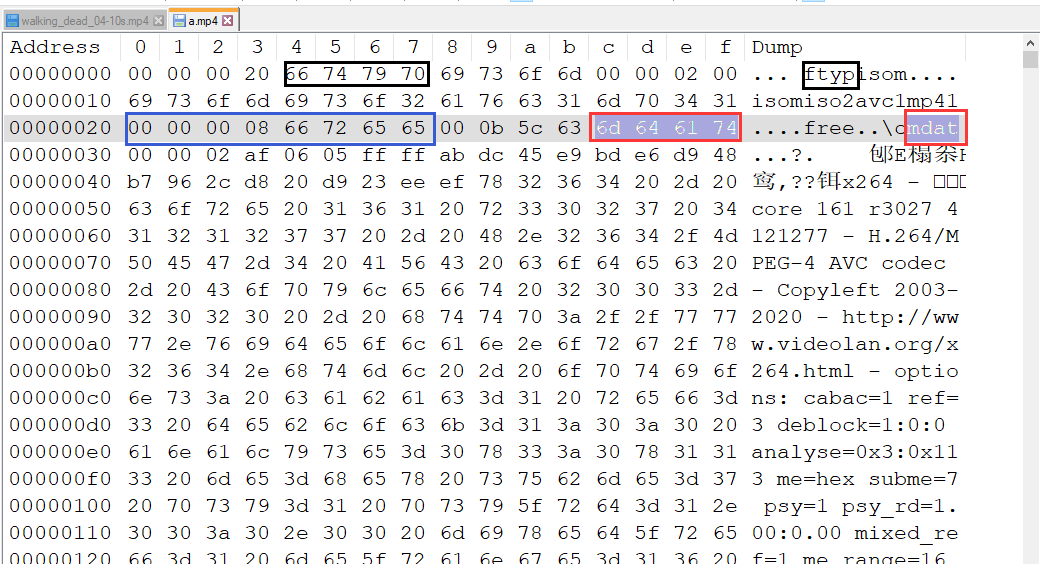 walking_dead_04-10s.mp4 a.mp4
Address 0 1 2 3 4 5 6 7 8 9 a b c d e f Dump
00000000 00 00 00 20 66 74 79 70 69 73 6f 6d 00 00 02 00 ... ftypisom....
00000010 69 73 6f 6d 69 73 6f 32 61 76 63 31 6d 70 34 31 isomiso2avc1mp41
00000020 00 00 00 08 66 72 65 65 00 0b 5c 63 6d 64 61 74 ....free..\cmdat
00000030 00 00 02 af 06 05 ff ff ab dc 45 e9 bd e6 d9 48 ...?.
00000040 b7 96 2c d8 20 d9 23 ee ef 78 32 36 34 20 2d 20 x264 -
00000050 63 6f 72 65 20 31 36 31 20 72 33 30 32 37 20 34 core 161 r3027 4
00000060 31 32 31 32 37 37 20 2d 20 48 2e 32 36 34 2f 4d 121277 - H.264/M
00000070 50 45 47 2d 34 20 41 56 43 20 63 6f 64 65 63 20 PEG-4 AVC codec
00000080 2d 20 43 6f 70 79 6c 65 66 74 20 32 30 30 33 2d - Copyleft 2003-
00000090 32 30 32 30 20 2d 20 68 74 74 70 3a 2f 2f 77 77 2020 - http://ww
000000a0 77 2e 76 69 64 65 6f 6c 61 6e 2e 6f 72 67 2f 78 w.videolan.org/x
000000b0 32 36 34 2e 68 74 6d 6c 20 2d 20 6f 70 74 69 6f 264.html - optio
000000c0 6e 73 3a 20 63 61 62 61 63 3d 31 20 72 65 66 3d ns: cabac=1 ref=
000000d0 33 20 64 65 62 6c 6f 63 6b 3d 31 3a 30 3a 30 20 3 deblock=1:0:0
000000e0 61 6e 61 6c 79 73 65 3d 30 78 33 3a 30 78 31 31 analyse=0x3:0x11
000000f0 33 20 6d 65 3d 68 65 78 20 73 75 62 6d 65 3d 37 3 me=hex subme=7
00000100 20 70 73 79 3d 31 20 70 73 79 5f 72 64 3d 31 2e psy=1 psy_rd=1.
00000110 30 30 3a 30 2e 30 30 20 6d 69 78 65 64 5f 72 65 00:0.00 mixed_re
00000120 66 3d 31 20 6d 65 5f 72 61 6e 67 65 3d 31 36 20 f=1 me_range=16